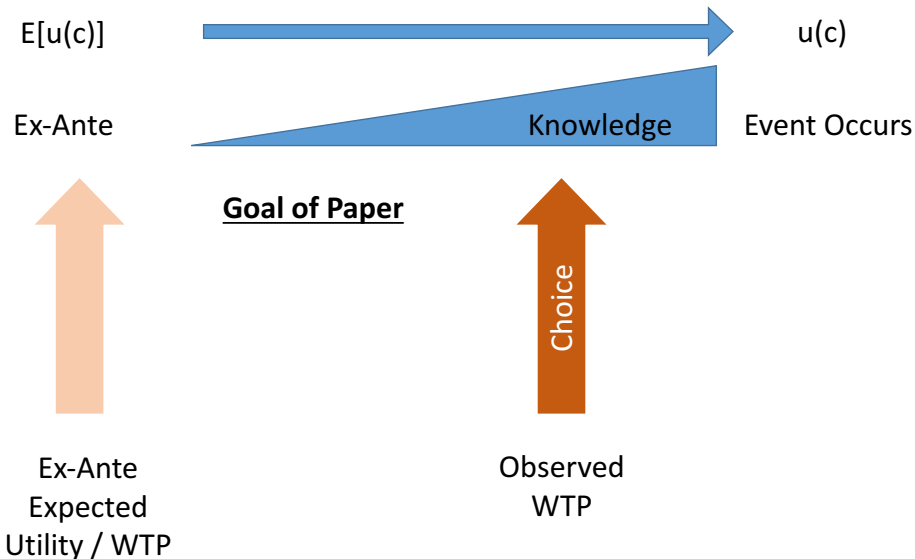 E[u(c)]
u(c)
Ex-Ante
Knowledge
Event Occurs
Goal of Paper
Choice
Ex-Ante
Expected
Utility / WTP
Observed
WTP